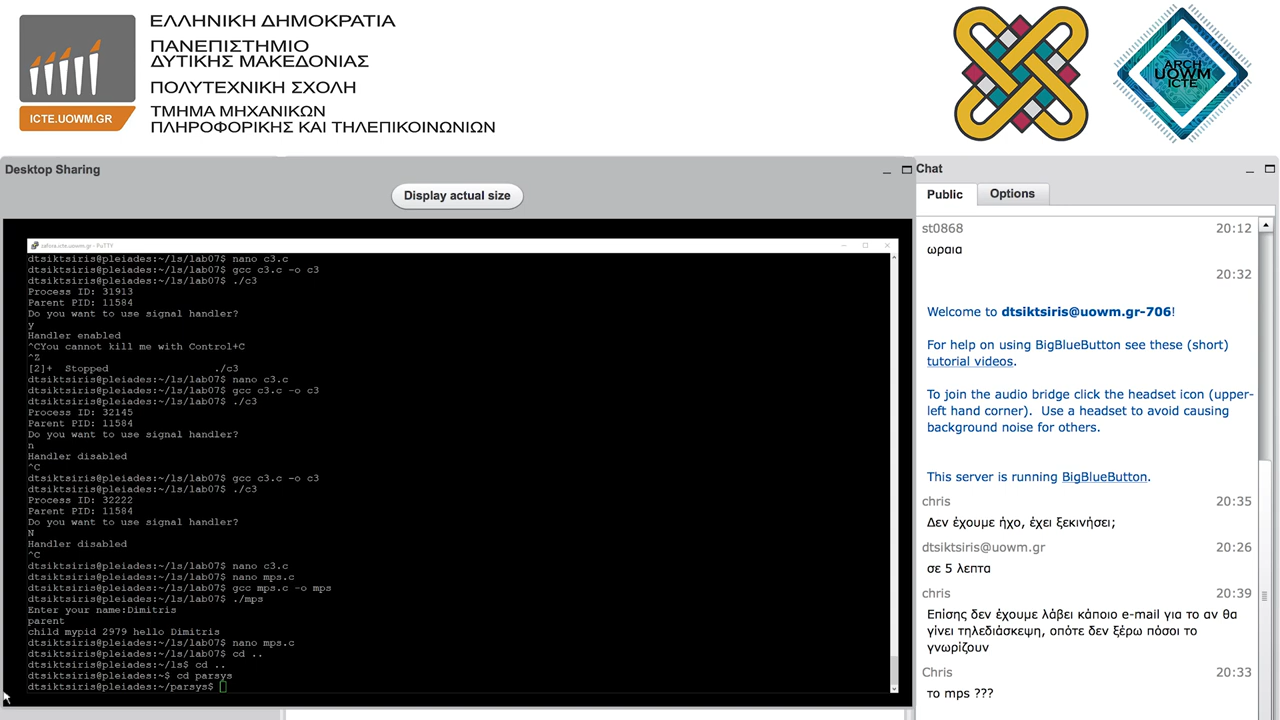 ΕΛΛΗΝΙΚΗ ΔΗΜΟΚΡΑΤΙΑ
ΠΑΝΕΠΙΣΤΗΜΙΟ
ΔΥΤΙΚΗΣ ΜΑΚΕΔΟΝΙΑΣ
ΠΟΛΥΤΕΧΝΙΚΗ ΣΧΟΛΗ
ΤΜΗΜΑ ΜΗΧΑΝΙΚΩΝ
ΠΛΗΡΟΦΟΡΙΚΗΣ ΚΑΙ ΤΗΛΕΠΙΚΟΙΝΩΝΙΩΝ
ICTE.UOWM.GR
ARCH
UOWM
ICTE
Desktop Sharing
Display actual size
zafora.icte.uowm.gr - PuTTY
dtsiktsiris@pleiades:~/ls/lab07$ nano c3.c
dtsiktsiris@pleiades:~/ls/lab07$ gcc c3.c -o c3
dtsiktsiris@pleiades:~/ls/lab07$ ./c3
Process ID: 31913
Parent PID: 11584
Do you want to use signal handler?
y
Handler enabled
^CYou cannot kill me with Control+C
^Z
[2]+  Stopped                 ./c3
dtsiktsiris@pleiades:~/ls/lab07$ nano c3.c
dtsiktsiris@pleiades:~/ls/lab07$ gcc c3.c -o c3
dtsiktsiris@pleiades:~/ls/lab07$ ./c3
Process ID: 32145
Parent PID: 11584
Do you want to use signal handler?
n
Handler disabled
^C
dtsiktsiris@pleiades:~/ls/lab07$ gcc c3.c -o c3
dtsiktsiris@pleiades:~/ls/lab07$ ./c3
Process ID: 32222
Parent PID: 11584
Do you want to use signal handler?
N
Handler disabled
^C
dtsiktsiris@pleiades:~/ls/lab07$ nano c3.c
dtsiktsiris@pleiades:~/ls/lab07$ nano mps.c
dtsiktsiris@pleiades:~/ls/lab07$ gcc mps.c -o mps
dtsiktsiris@pleiades:~/ls/lab07$ ./mps
Enter your name:Dimitris
parent
child mypid 2979 hello Dimitris
dtsiktsiris@pleiades:~/ls/lab07$ nano mps.c
dtsiktsiris@pleiades:~/ls/lab07$ cd ..
dtsiktsiris@pleiades:~/ls$ cd ..
dtsiktsiris@pleiades:~$ cd parsys
dtsiktsiris@pleiades:~/parsys$
Chat
Public
Options
st0868 20:12
ωραια
20:32
Welcome to dtsiktsiris@uowm.gr-706!
For help on using BigBlueButton see these (short)
tutorial videos.
To join the audio bridge click the headset icon (upper-
left hand corner).  Use a headset to avoid causing
background noise for others.
This server is running BigBlueButton.
chris 20:35
Δεν έχουμε ήχο, έχει ξεκινήσει;
dtsiktsiris@uowm.gr 20:26
σε 5 λεπτα
chris 20:39
Επίσης δεν έχουμε λάβει κάποιο e-mail για το αν θα
γίνει τηλεδιάσκεψη, οπότε δεν ξέρω πόσοι το
γνωρίζουν
Chris 20:33
το mps ???